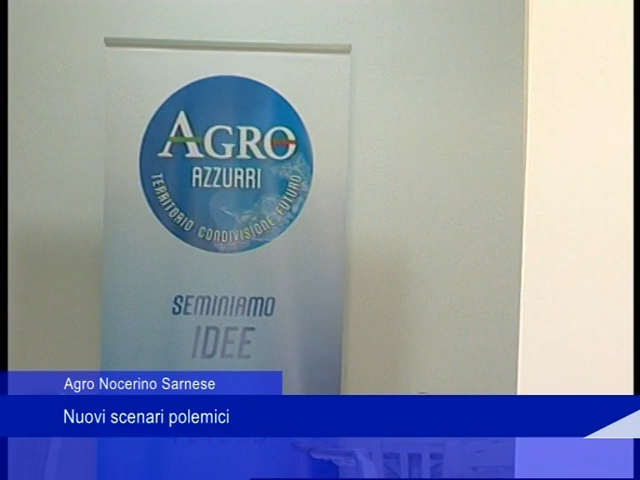 AGRO
AZZURRI
TERRITORIO CONDIVISIONE FUTURO
SEMINIAMO
IDEE
Agro Nocerino Sarnese
Nuovi scenari polemici